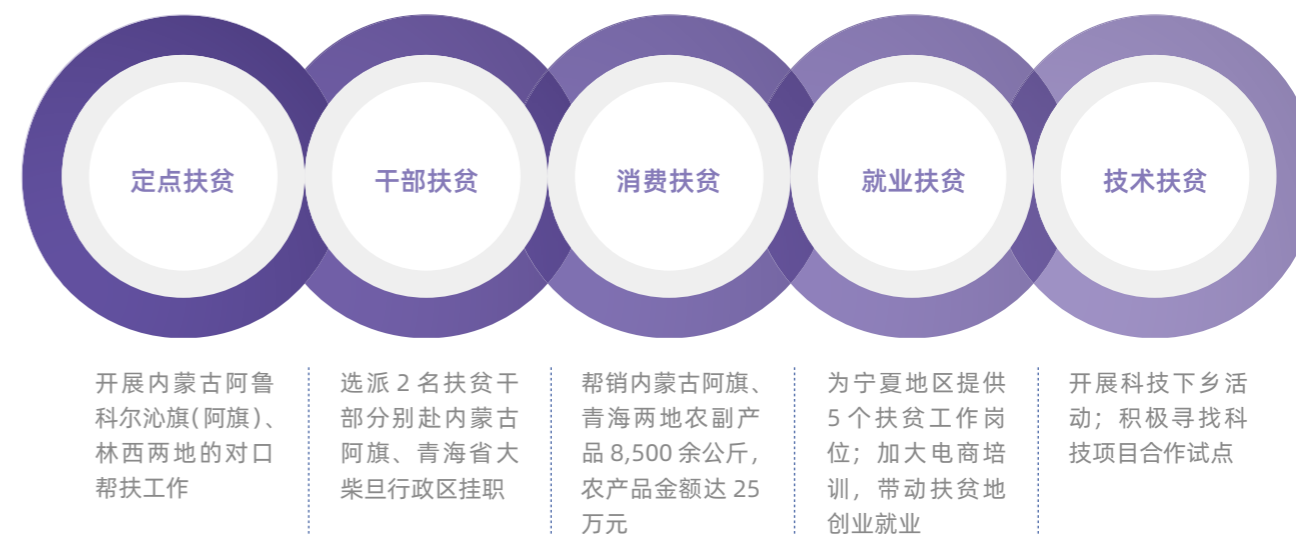 定点扶贫
干部扶贫
消费扶贫
就业扶贫
技术扶贫
开展内蒙古阿鲁
科尔沁旗(阿旗)、
林西两地的对口
帮扶工作
选派 2 名扶贫干
部分别赴内蒙古
阿旗、青海省大
柴旦行政区挂职
帮销内蒙古阿旗、
青海两地农副产
品 8,500 余公斤，
农产品金额达 25
万元
为宁夏地区提供
5 个扶贫工作岗
位；加大电商培
训，带动扶贫地
创业就业
开展科技下乡活
动；积极寻找科
技项目合作试点